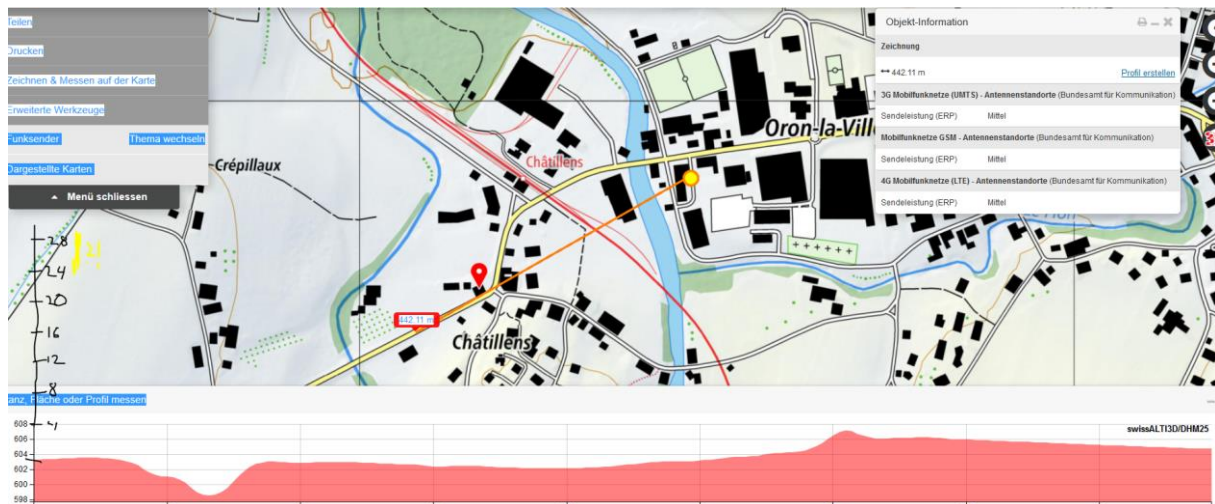 Teilen
Drucken
Zeichnen & Messen auf der Karte
Erweiterte Werkzeuge
Funksender Thema wechseln
Dargestellte Karten
Menü schliessen
Crépillaux
Châtillens
Oron-la-Ville
Châtillens
442.11 m
Objekt-Information
Zeichnung
442.11 m Profil erstellen
3G Mobilfunknetze (UMTS) - Antennenstandorte (Bundesamt für Kommunikation)
Sendeleistung (ERP) Mittel
Mobilfunknetze GSM - Antennenstandorte (Bundesamt für Kommunikation)
Sendeleistung (ERP) Mittel
4G Mobilfunknetze (LTE) - Antennenstandorte (Bundesamt für Kommunikation)
Sendeleistung (ERP) Mittel
28
24
20
16
12
8
4
anz, Fläche oder Profil messen
swissALTI3D/DHM25
608
606
604
602
600
598